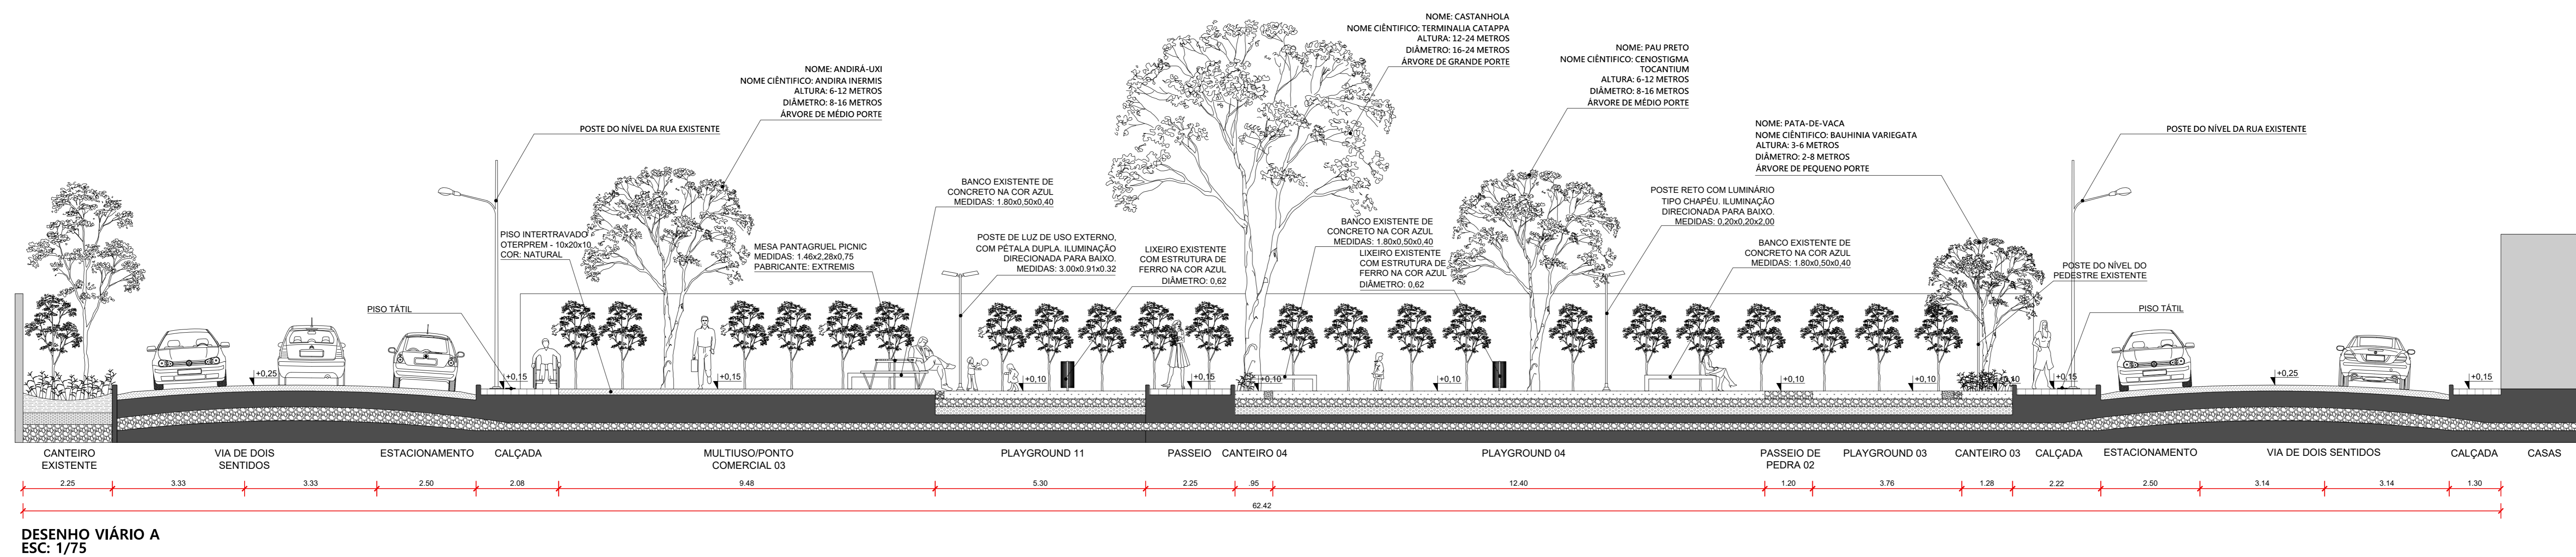 NOME: CASTANHOLA
NOME CIÊNTIFICO: TERMINALIA CATAPPA
ALTURA: 12-24 METROS
DIÂMETRO: 16-24 METROS
ÁRVORE DE GRANDE PORTE
NOME: PAU PRETO
NOME CIÊNTIFICO: CENOSTIGMA
TOCANTIUM
ALTURA: 6-12 METROS
DIÂMETRO: 8-16 METROS
ÁRVORE DE MÉDIO PORTE
NOME: ANDIRÁ-UXI
NOME CIÊNTIFICO: ANDIRA INERMIS
ALTURA: 6-12 METROS
DIÂMETRO: 8-16 METROS
ÁRVORE DE MÉDIO PORTE
POSTE DO NÍVEL DA RUA EXISTENTE
NOME: PATA-DE-VACA
NOME CIÊNTIFICO: BAUHINIA VARIEGATA
ALTURA: 3-6 METROS
DIÂMETRO: 2-8 METROS
ÁRVORE DE PEQUENO PORTE
POSTE DO NÍVEL DA RUA EXISTENTE
BANCO EXISTENTE DE
CONCRETO NA COR AZUL
MEDIDAS: 1.80x0,50x0,40
POSTE RETO COM LUMINÁRIO
TIPO CHAPÉU. ILUMINAÇÃO
DIRECIONADA PARA BAIXO.
MEDIDAS: 0,20x0,20x2,00
PISO INTERTRAVADO
OTERPREM - 10x20x10
COR: NATURAL
MESA PANTAGRUEL PICNIC
MEDIDAS: 1.46x2,28x0,75
PABRICANTE: EXTREMIS
POSTE DE LUZ DE USO EXTERNO,
COM PÉTALA DUPLA. ILUMINAÇÃO
DIRECIONADA PARA BAIXO.
MEDIDAS: 3.00x0.91x0.32
LIXEIRO EXISTENTE
COM ESTRUTURA DE
FERRO NA COR AZUL
DIÂMETRO: 0,62
BANCO EXISTENTE DE
CONCRETO NA COR AZUL
MEDIDAS: 1.80x0,50x0,40
LIXEIRO EXISTENTE
COM ESTRUTURA DE
FERRO NA COR AZUL
DIÂMETRO: 0,62
BANCO EXISTENTE DE
CONCRETO NA COR AZUL
MEDIDAS: 1.80x0,50x0,40
POSTE DO NÍVEL DO
PEDESTRE EXISTENTE
PISO TÁTIL
PISO TÁTIL
+0,25 +0,15 +0,15 +0,10 +0,15 +0,10 +0,10 +0,10 +0,10 +0,10 +0,15 +0,25 +0,15
CANTEIRO
EXISTENTE
VIA DE DOIS
SENTIDOS
ESTACIONAMENTO
CALÇADA
MULTIUSO/PONTO
COMERCIAL 03
PLAYGROUND 11
PASSEIO
CANTEIRO 04
PLAYGROUND 04
PASSEIO DE
PEDRA 02
PLAYGROUND 03
CANTEIRO 03
CALÇADA
ESTACIONAMENTO
VIA DE DOIS SENTIDOS
CALÇADA
CASAS
2.25 3.33 3.33 2.50 2.08 9.48 5.30 2.25 .95 12.40 1.20 3.76 1.28 2.22 2.50 3.14 3.14 1.30
62.42
DESENHO VIÁRIO A
ESC: 1/75